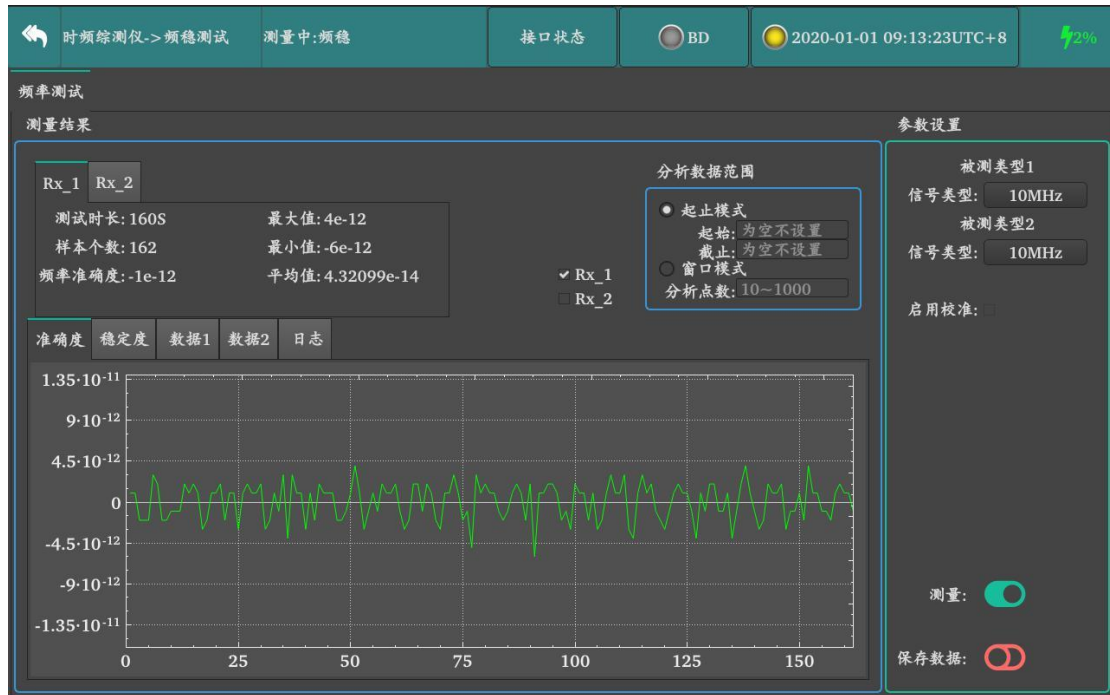 时频综测仪->频稳测试 测量中:频稳 接口状态 BD 2020-01-01 09:13:23UTC+8 2%
频率测试
测量结果
参数设置
Rx_1 Rx_2
测试时长:160S 最大值:4e-12
样本个数:162 最小值:-6e-12
频率准确度:-1e-12 平均值:4.32099e-14
Rx_1
Rx_2
分析数据范围
起止模式
起始:为空不设置
截止:为空不设置
窗口模式
分析点数:10~1000
被测类型1
信号类型: 10MHz
被测类型2
信号类型: 10MHz
启用校准:
准确度 稳定度 数据1 数据2 日志
1.35·10⁻¹¹
9·10⁻¹²
4.5·10⁻¹²
0
-4.5·10⁻¹²
-9·10⁻¹²
-1.35·10⁻¹¹
0 25 50 75 100 125 150
测量:
保存数据: